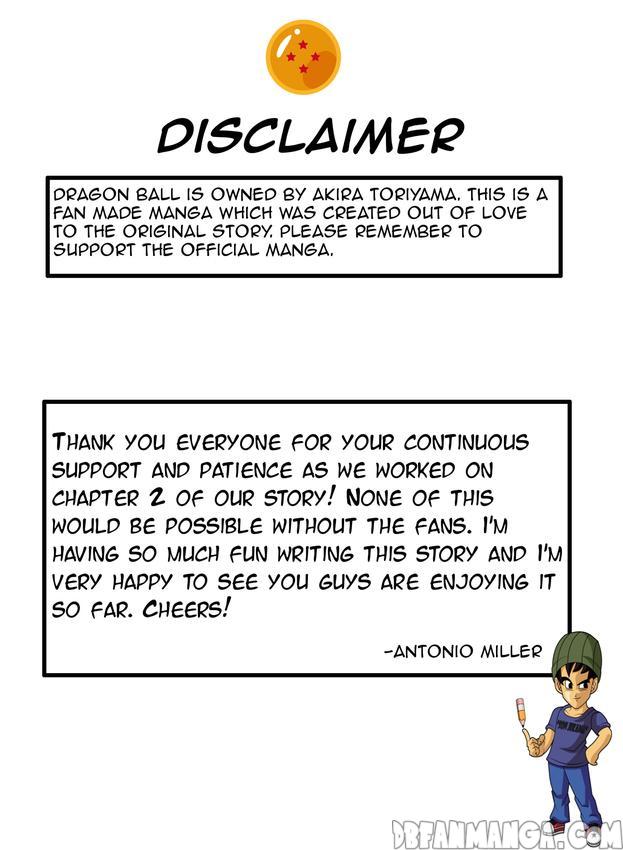 DISCLAIMER
DRAGON BALL IS OWNED BY AKIRA TORIYAMA. THIS IS A
FAN MADE MANGA WHICH WAS CREATED OUT OF LOVE
TO THE ORIGINAL STORY. PLEASE REMEMBER TO
SUPPORT THE OFFICIAL MANGA.
THANK YOU EVERYONE FOR YOUR CONTINUOUS
SUPPORT AND PATIENCE AS WE WORKED ON
CHAPTER 2 OF OUR STORY! NONE OF THIS
WOULD BE POSSIBLE WITHOUT THE FANS. I'M
HAVING SO MUCH FUN WRITING THIS STORY AND I'M
VERY HAPPY TO SEE YOU GUYS ARE ENJOYING IT
SO FAR. CHEERS!
-ANTONIO MILLER
DBFANMANGA.COM